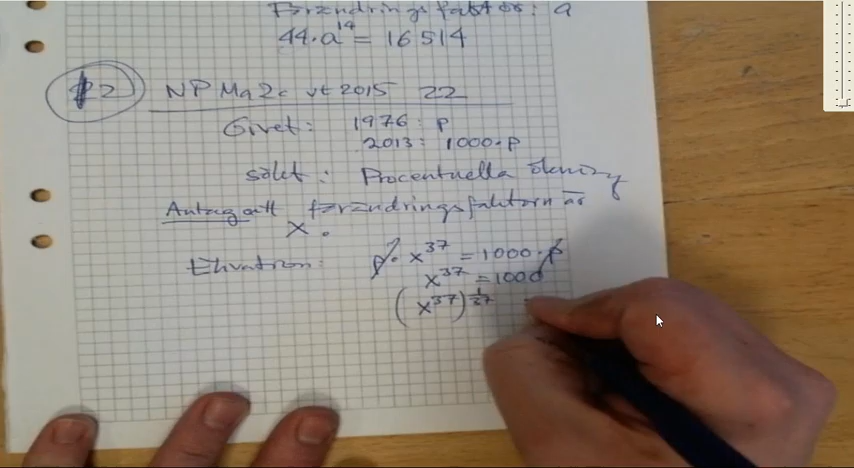 Förändringsfaktor: a
44·a¹⁴ = 16514
22 NP Ma2c vt 2015 22
Givet: 1976: p
2013: 1000·p
sökt: Procentuella ökning
Antag att förändringsfaktorn är
x.
Ekvation: p·x³⁷ = 1000·p
x³⁷ = 1000
(x³⁷)^(1/37)